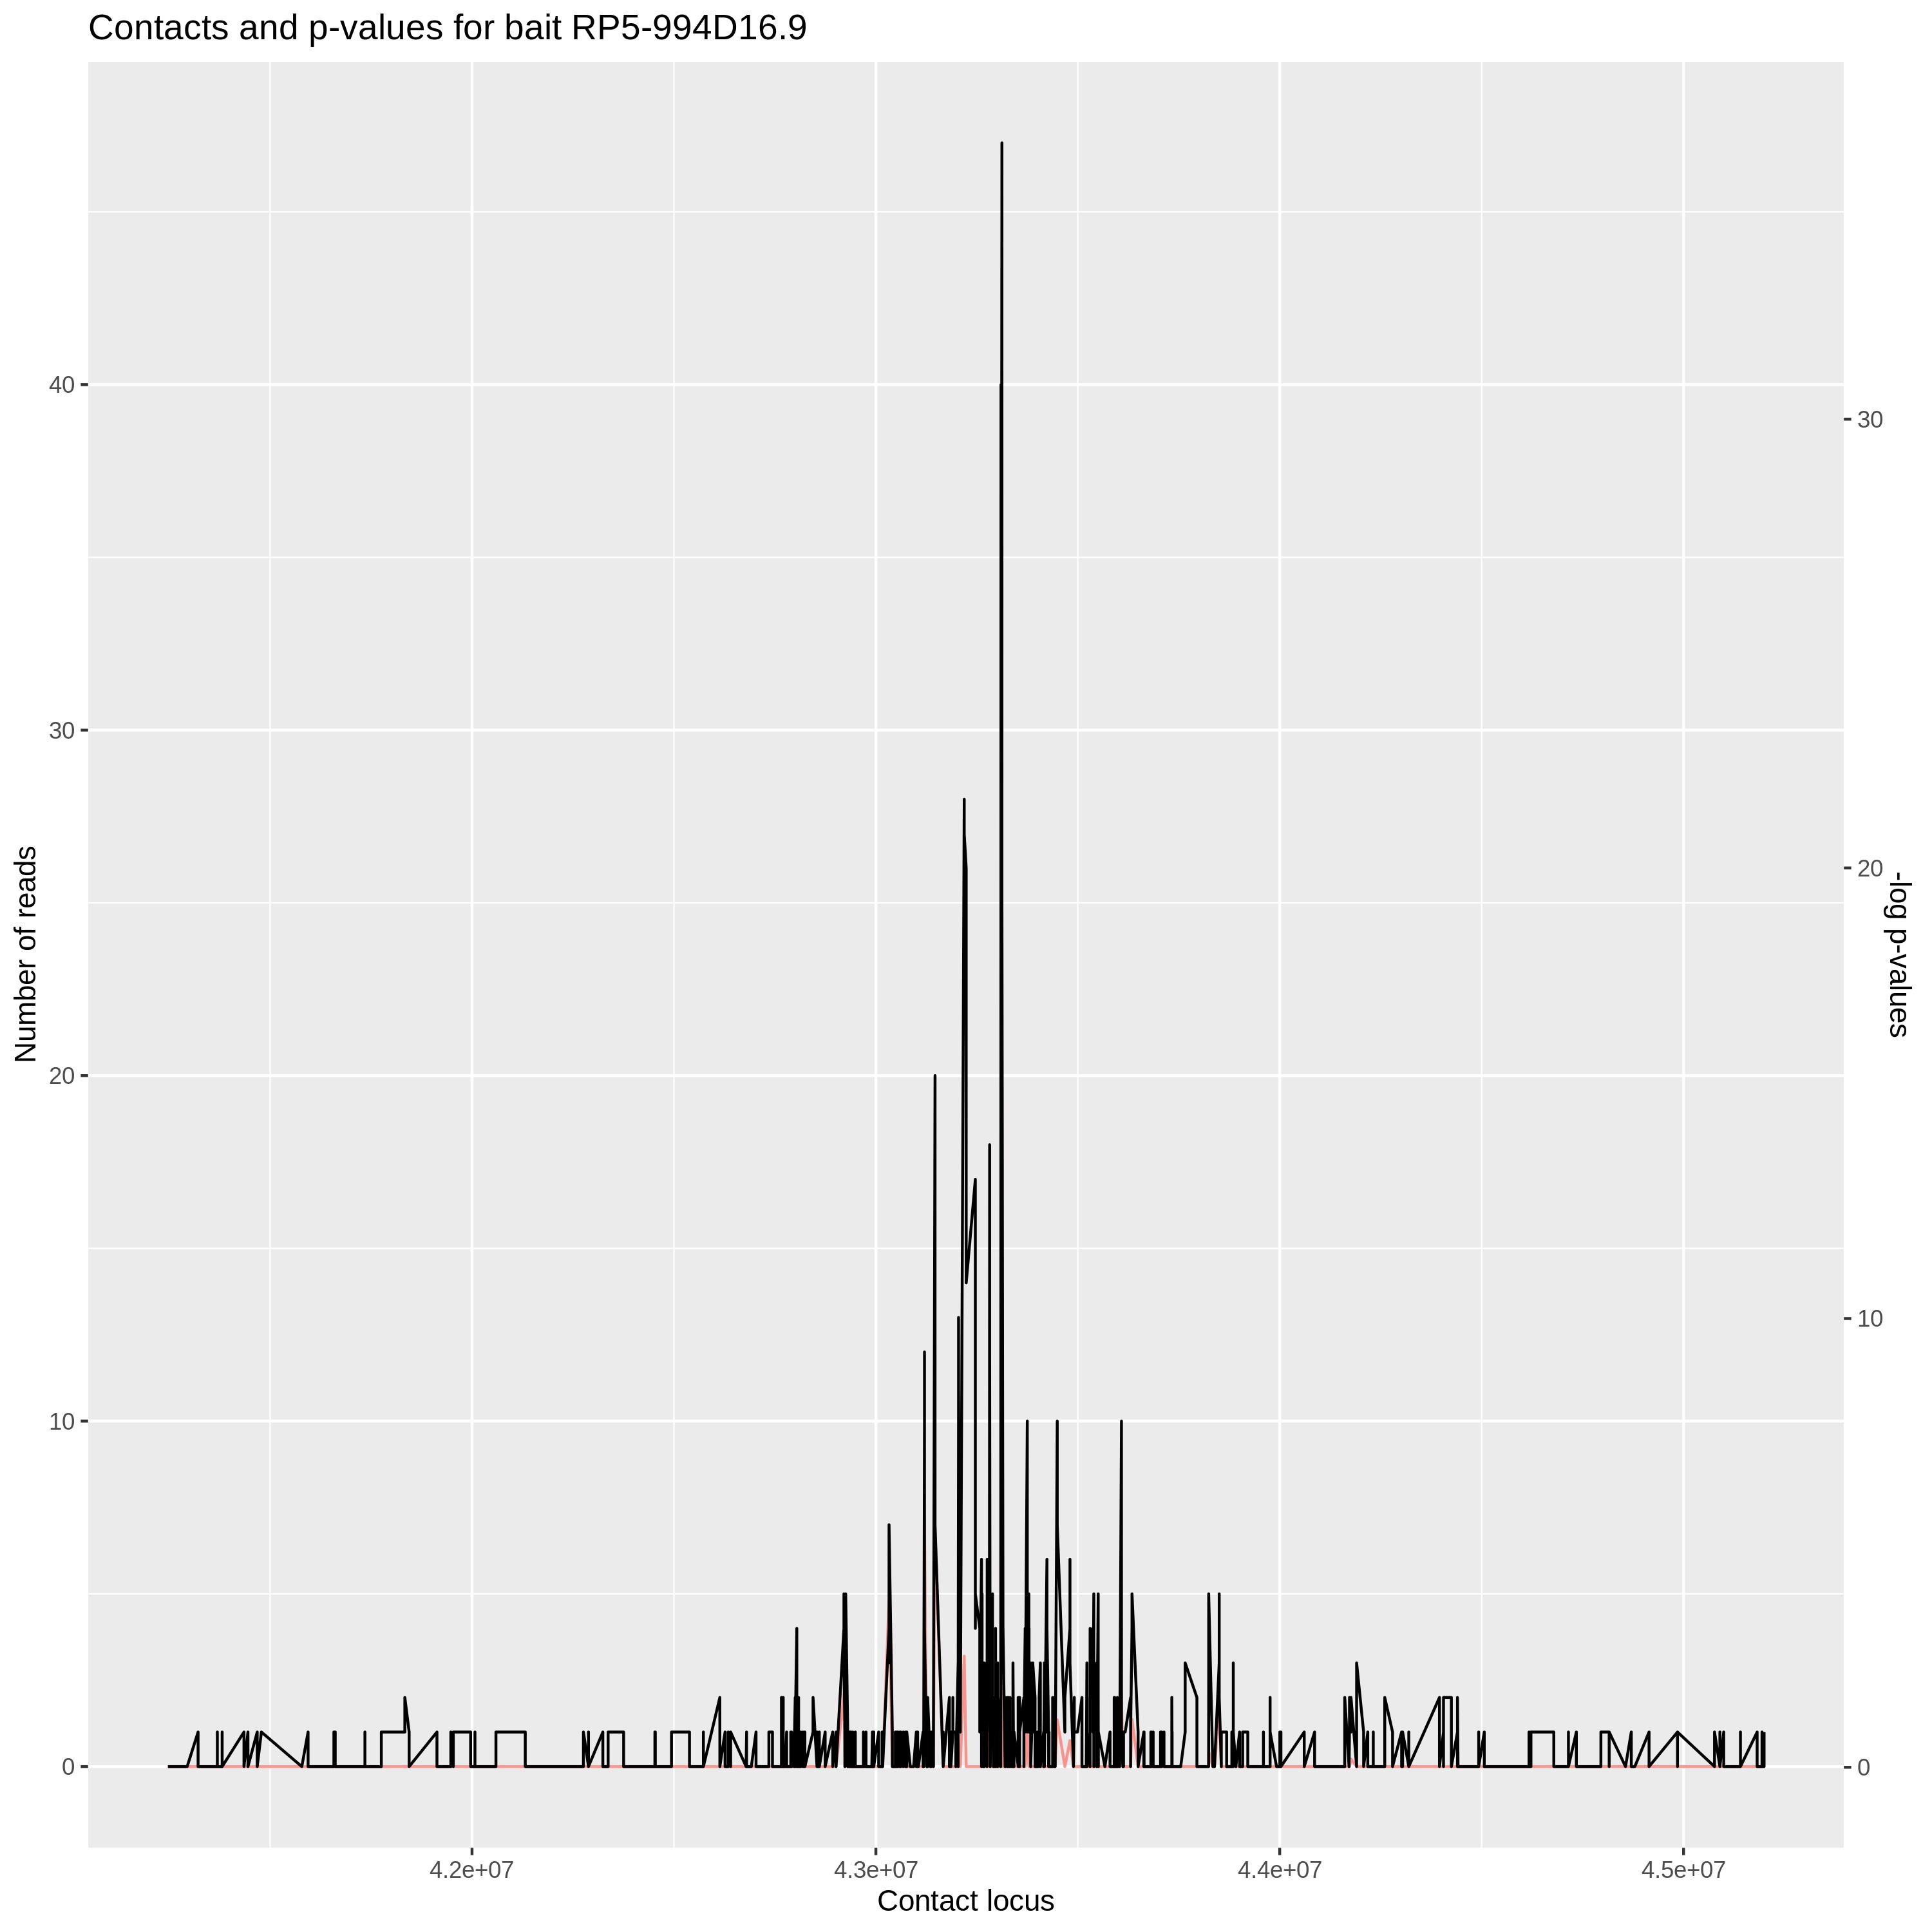 Contacts and p-values for bait RP5-994D16.9
40
30
20
10
0
Number of reads
30
20
10
0
-log p-values
4.2e+07
4.3e+07
4.4e+07
4.5e+07
Contact locus